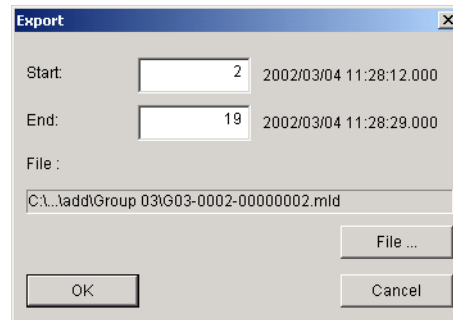 Export
Start: 2 2002/03/04 11:28:12.000
End: 19 2002/03/04 11:28:29.000
File :
C:\...\add\Group 03\G03-0002-00000002.mld
File ...
OK Cancel